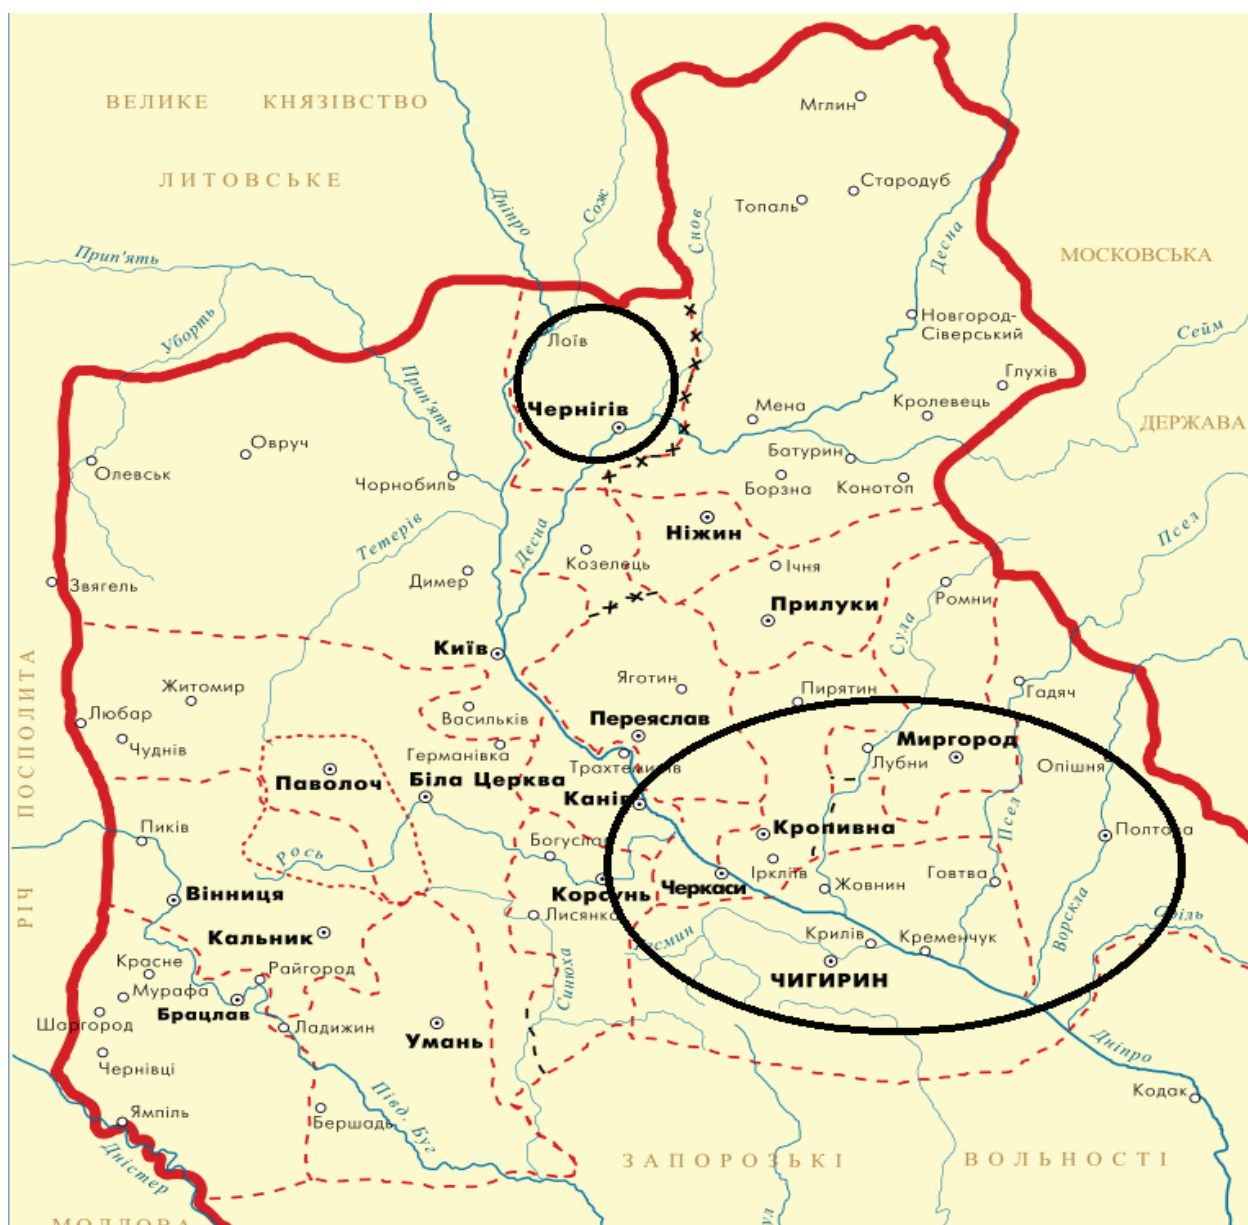 ВЕЛИКЕ КНЯЗІВСТВО
ЛИТОВСЬКЕ
Мглин
Стародуб
Топаль
Дніпро
Сож
Снов
Десна
МОСКОВСЬКА
Прип'ять
Уборть
Новгород-
Сіверський
Сейм
Лоїв
Прип'ять
Глухів
Чернігів
Мена
Кролевець
ДЕРЖАВА
Овруч
Олевськ
Чорнобиль
Батурин
Борзна
Конотоп
Псел
Тетерів
Десна
Ніжин
Козелець
Ічня
Димер
Звягель
Ромни
Прилуки
Сула
Київ
РІЧ ПОСПОЛИТА
Житомир
Яготин
Пирятин
Гадяч
Любар
Васильків
Переяслав
Чуднів
Германівка
Трахтемирів
Миргород
Лубни
Опішня
Паволоч
Біла Церква
Канів
Псел
Пиків
Рось
Богуслав
Кропивна
Полтава
Іркліїв
Вінниця
Корсунь
Черкаси
Жовнин
Говтва
Ворскла
Лисянка
Оріль
Кальник
Тясмин
Крилів
Кременчук
Красне
Райгород
Синюха
ЧИГИРИН
Мурафа
Брацлав
Шаргород
Ладижин
Умань
Чернівці
Дніпро
Кодак
Ямпіль
Бершадь
Півд. Буг
Дністер
ЗАПОРОЗЬКІ ВОЛЬНОСТІ
МОЛДОВА